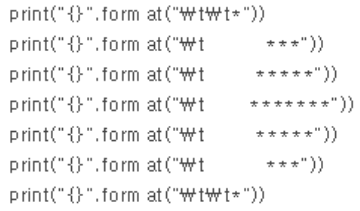 print("{}".form at("₩t₩t*"))
print("{}".form at("₩t       ***"))
print("{}".form at("₩t      *****"))
print("{}".form at("₩t     *******"))
print("{}".form at("₩t      *****"))
print("{}".form at("₩t       ***"))
print("{}".form at("₩t₩t*"))